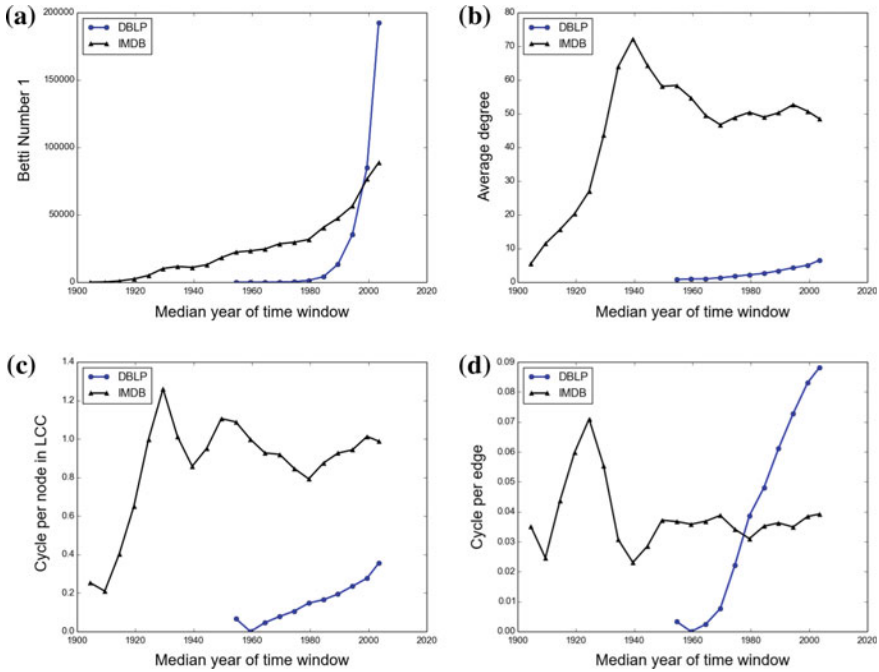 (a)
200000
150000
100000
50000
0
Betti Number 1
DBLP
IMDB
1900 1920 1940 1960 1980 2000 2020
Median year of time window
(b)
80
70
60
50
40
30
20
10
0
Average degree
DBLP
IMDB
1900 1920 1940 1960 1980 2000 2020
Median year of time window
(c)
1.4
1.2
1.0
0.8
0.6
0.4
0.2
0.0
Cycle per node in LCC
DBLP
IMDB
1900 1920 1940 1960 1980 2000 2020
Median year of time window
(d)
0.09
0.08
0.07
0.06
0.05
0.04
0.03
0.02
0.01
0.00
Cycle per edge
DBLP
IMDB
1900 1920 1940 1960 1980 2000 2020
Median year of time window